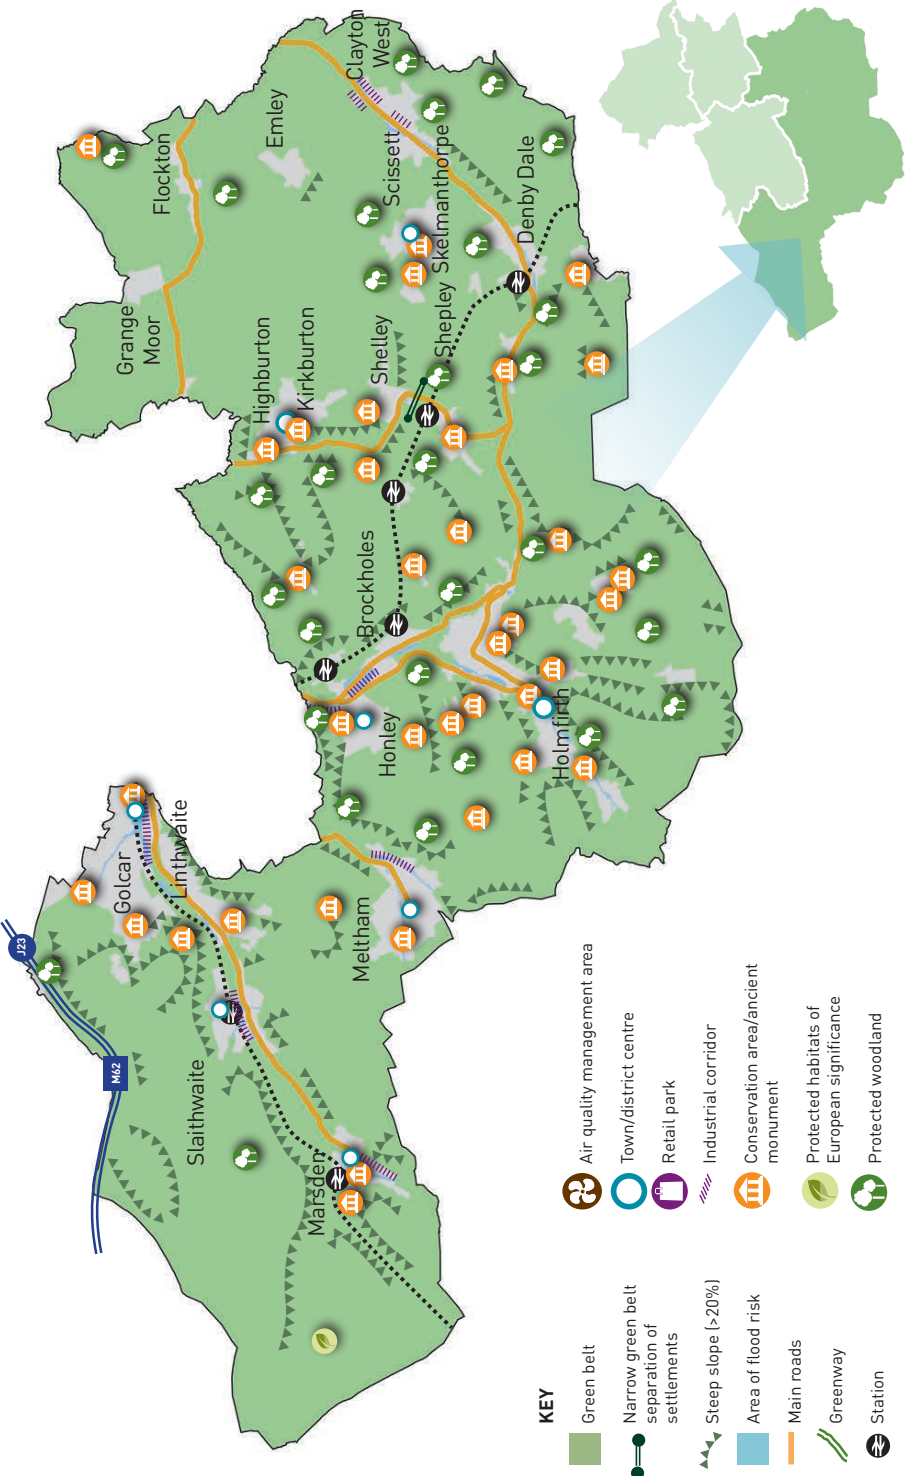 Clayton
West
Emley
Flockton
Scissett
Skelmanthorpe
Denby Dale
Grange
Moor
Highburton
Kirkburton
Shelley
Shepley
Brockholes
Honley
Holmfirth
Golcar
Linthwaite
Meltham
J23
M62
Slaithwaite
Marsden
KEY
Green belt
Narrow green belt
separation of
settlements
Steep slope (>20%)
Area of flood risk
Main roads
Greenway
Station
Air quality management area
Town/district centre
Retail park
Industrial corridor
Conservation area/ancient
monument
Protected habitats of
European significance
Protected woodland